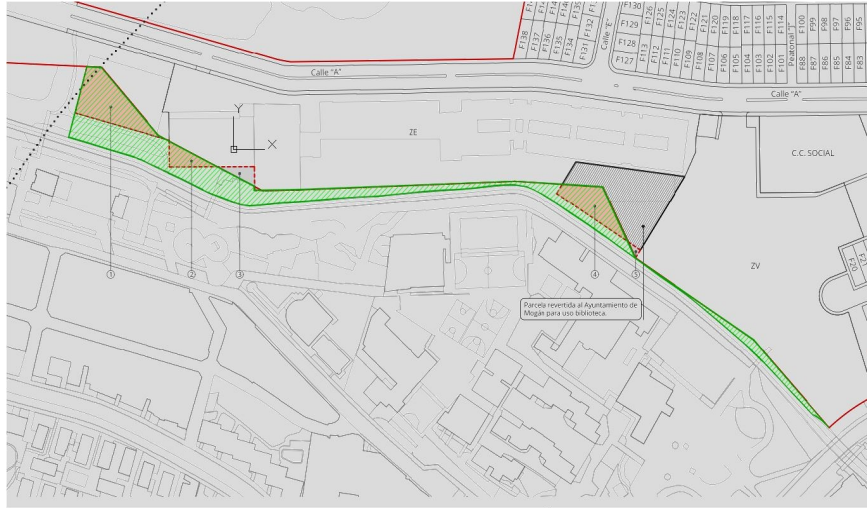 F130
F129
F128
F127
F138
F137
F136
F135
F134
F131
F132
Calle "E"
F113
F126
F112
F125
F111
F124
F110
F123
F109
F122
F108
F121
F107
F120
F106
F119
F105
F118
F104
F117
F103
F116
F102
F115
F101
F114
Peatonal "J"
F88
F100
F87
F99
F86
F98
F85
F97
F84
F96
F83
F95
Calle "A"
Calle "A"
Y
X
ZE
C.C. SOCIAL
ZV
FZ1
FZ0
1
2
3
4
5
Parcela revertida al Ayuntamiento de
Mogán para uso biblioteca.